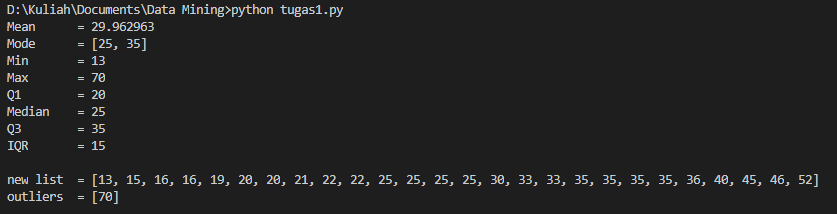 D:\Kuliah\Documents\Data Mining>python tugas1.py
Mean      = 29.962963
Mode      = [25, 35]
Min       = 13
Max       = 70
Q1        = 20
Median    = 25
Q3        = 35
IQR       = 15
new list  = [13, 15, 16, 16, 19, 20, 20, 21, 22, 22, 25, 25, 25, 25, 30, 33, 33, 35, 35, 35, 35, 36, 40, 45, 46, 52]
outliers  = [70]